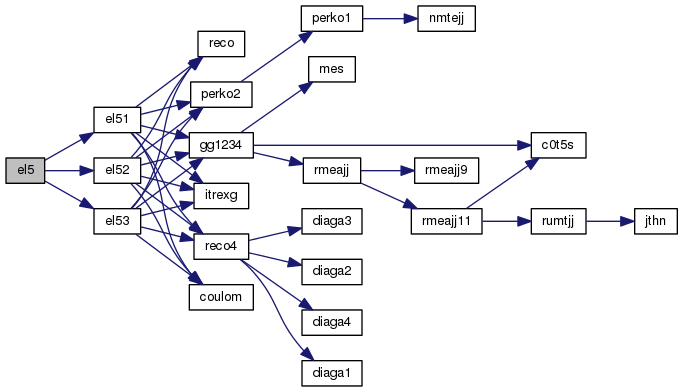 el5
el51
el52
el53
reco
perko2
gg1234
itrexg
reco4
coulom
perko1
mes
rmeajj
diaga3
diaga2
diaga4
diaga1
nmtejj
rmeajj9
rmeajj11
c0t5s
rumtjj
jthn